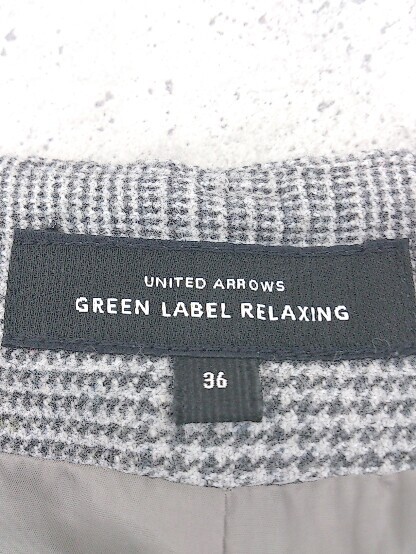 UNITED ARROWS
GREEN LABEL RELAXING
36